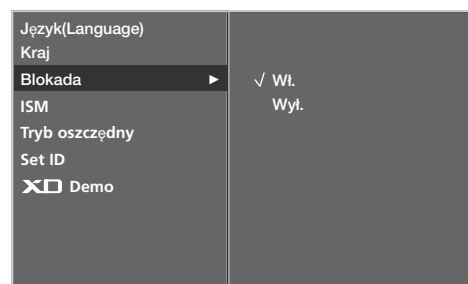 Język(Language)
Kraj
Blokada ►
√ Wł.
Wył.
ISM
Tryb oszczędny
Set ID
XD Demo